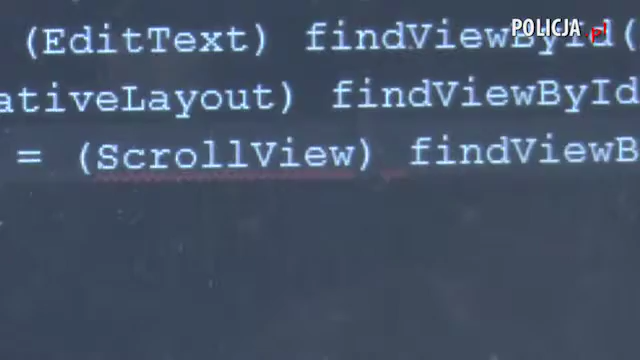 POLICJA.pl
(EditText) findViewById(
ativeLayout) findViewById
= (ScrollView) findViewB